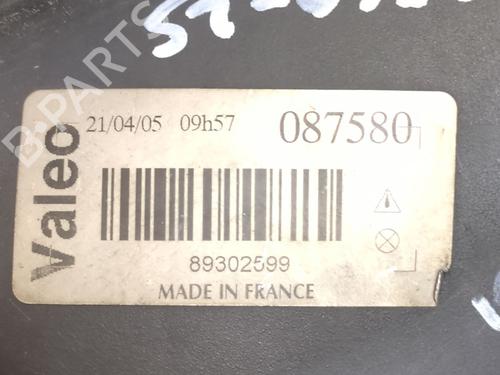 B-PARTS
Valeo
21/04/05 09h57 087580
89302599
MADE IN FRANCE